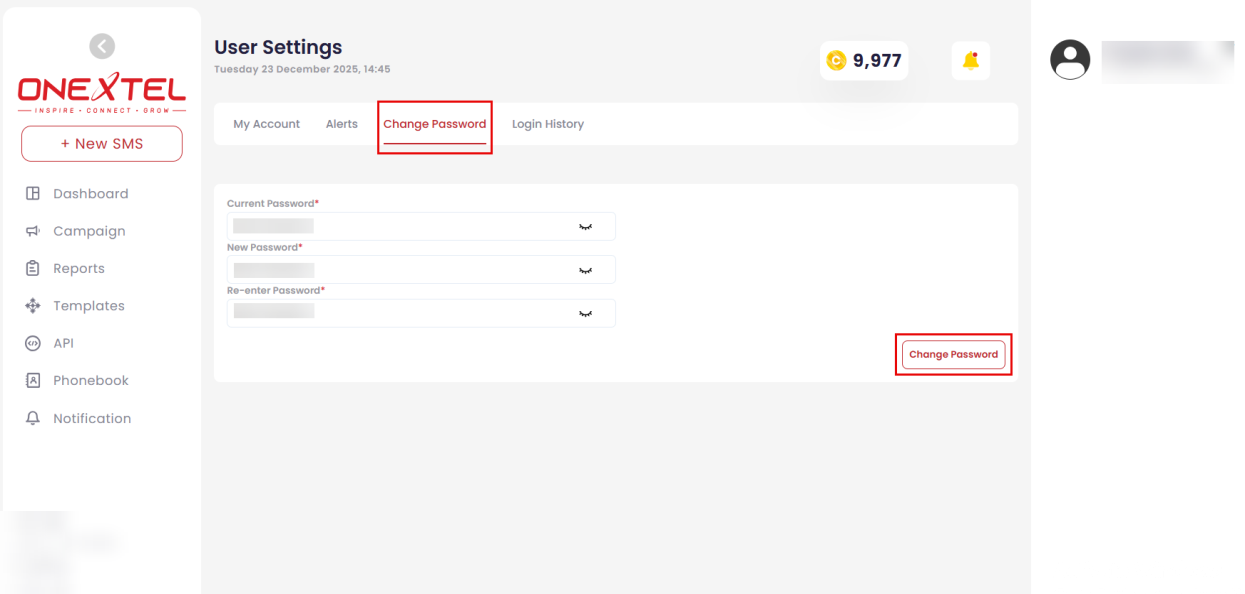 ONEXTEL
INSPIRE • CONNECT • GROW
+ New SMS
Dashboard
Campaign
Reports
Templates
API
Phonebook
Notification
User Settings
Tuesday 23 December 2025, 14:45
C 9,977
My Account Alerts Change Password Login History
Current Password*
New Password*
Re-enter Password*
Change Password